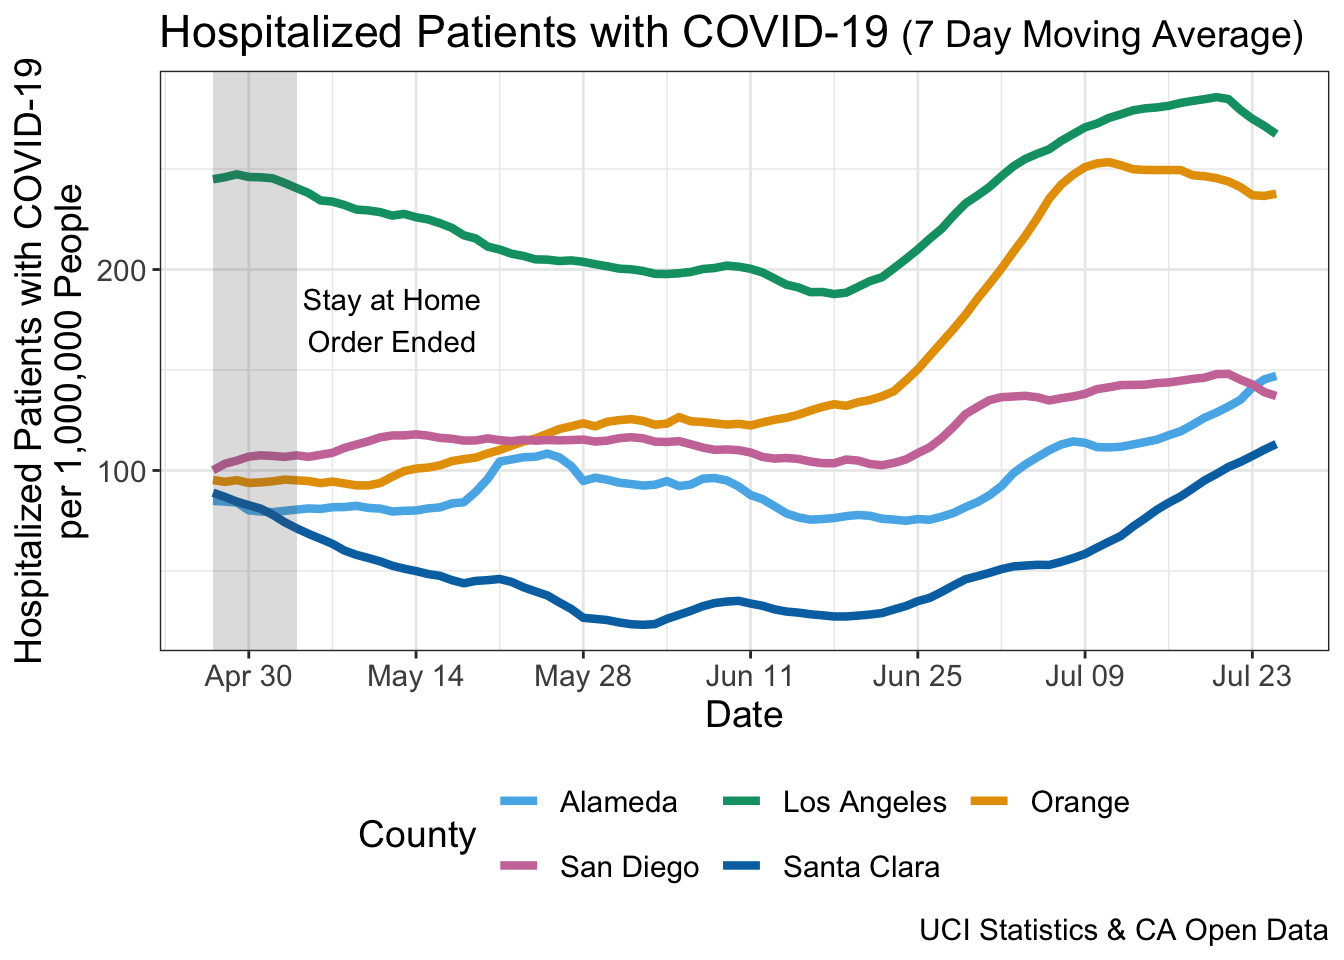 Hospitalized Patients with COVID-19 (7 Day Moving Average)
Hospitalized Patients with COVID-19
per 1,000,000 People
200
100
Stay at Home
Order Ended
Apr 30
May 14
May 28
Jun 11
Jun 25
Jul 09
Jul 23
Date
County
Alameda
Los Angeles
Orange
San Diego
Santa Clara
UCI Statistics & CA Open Data